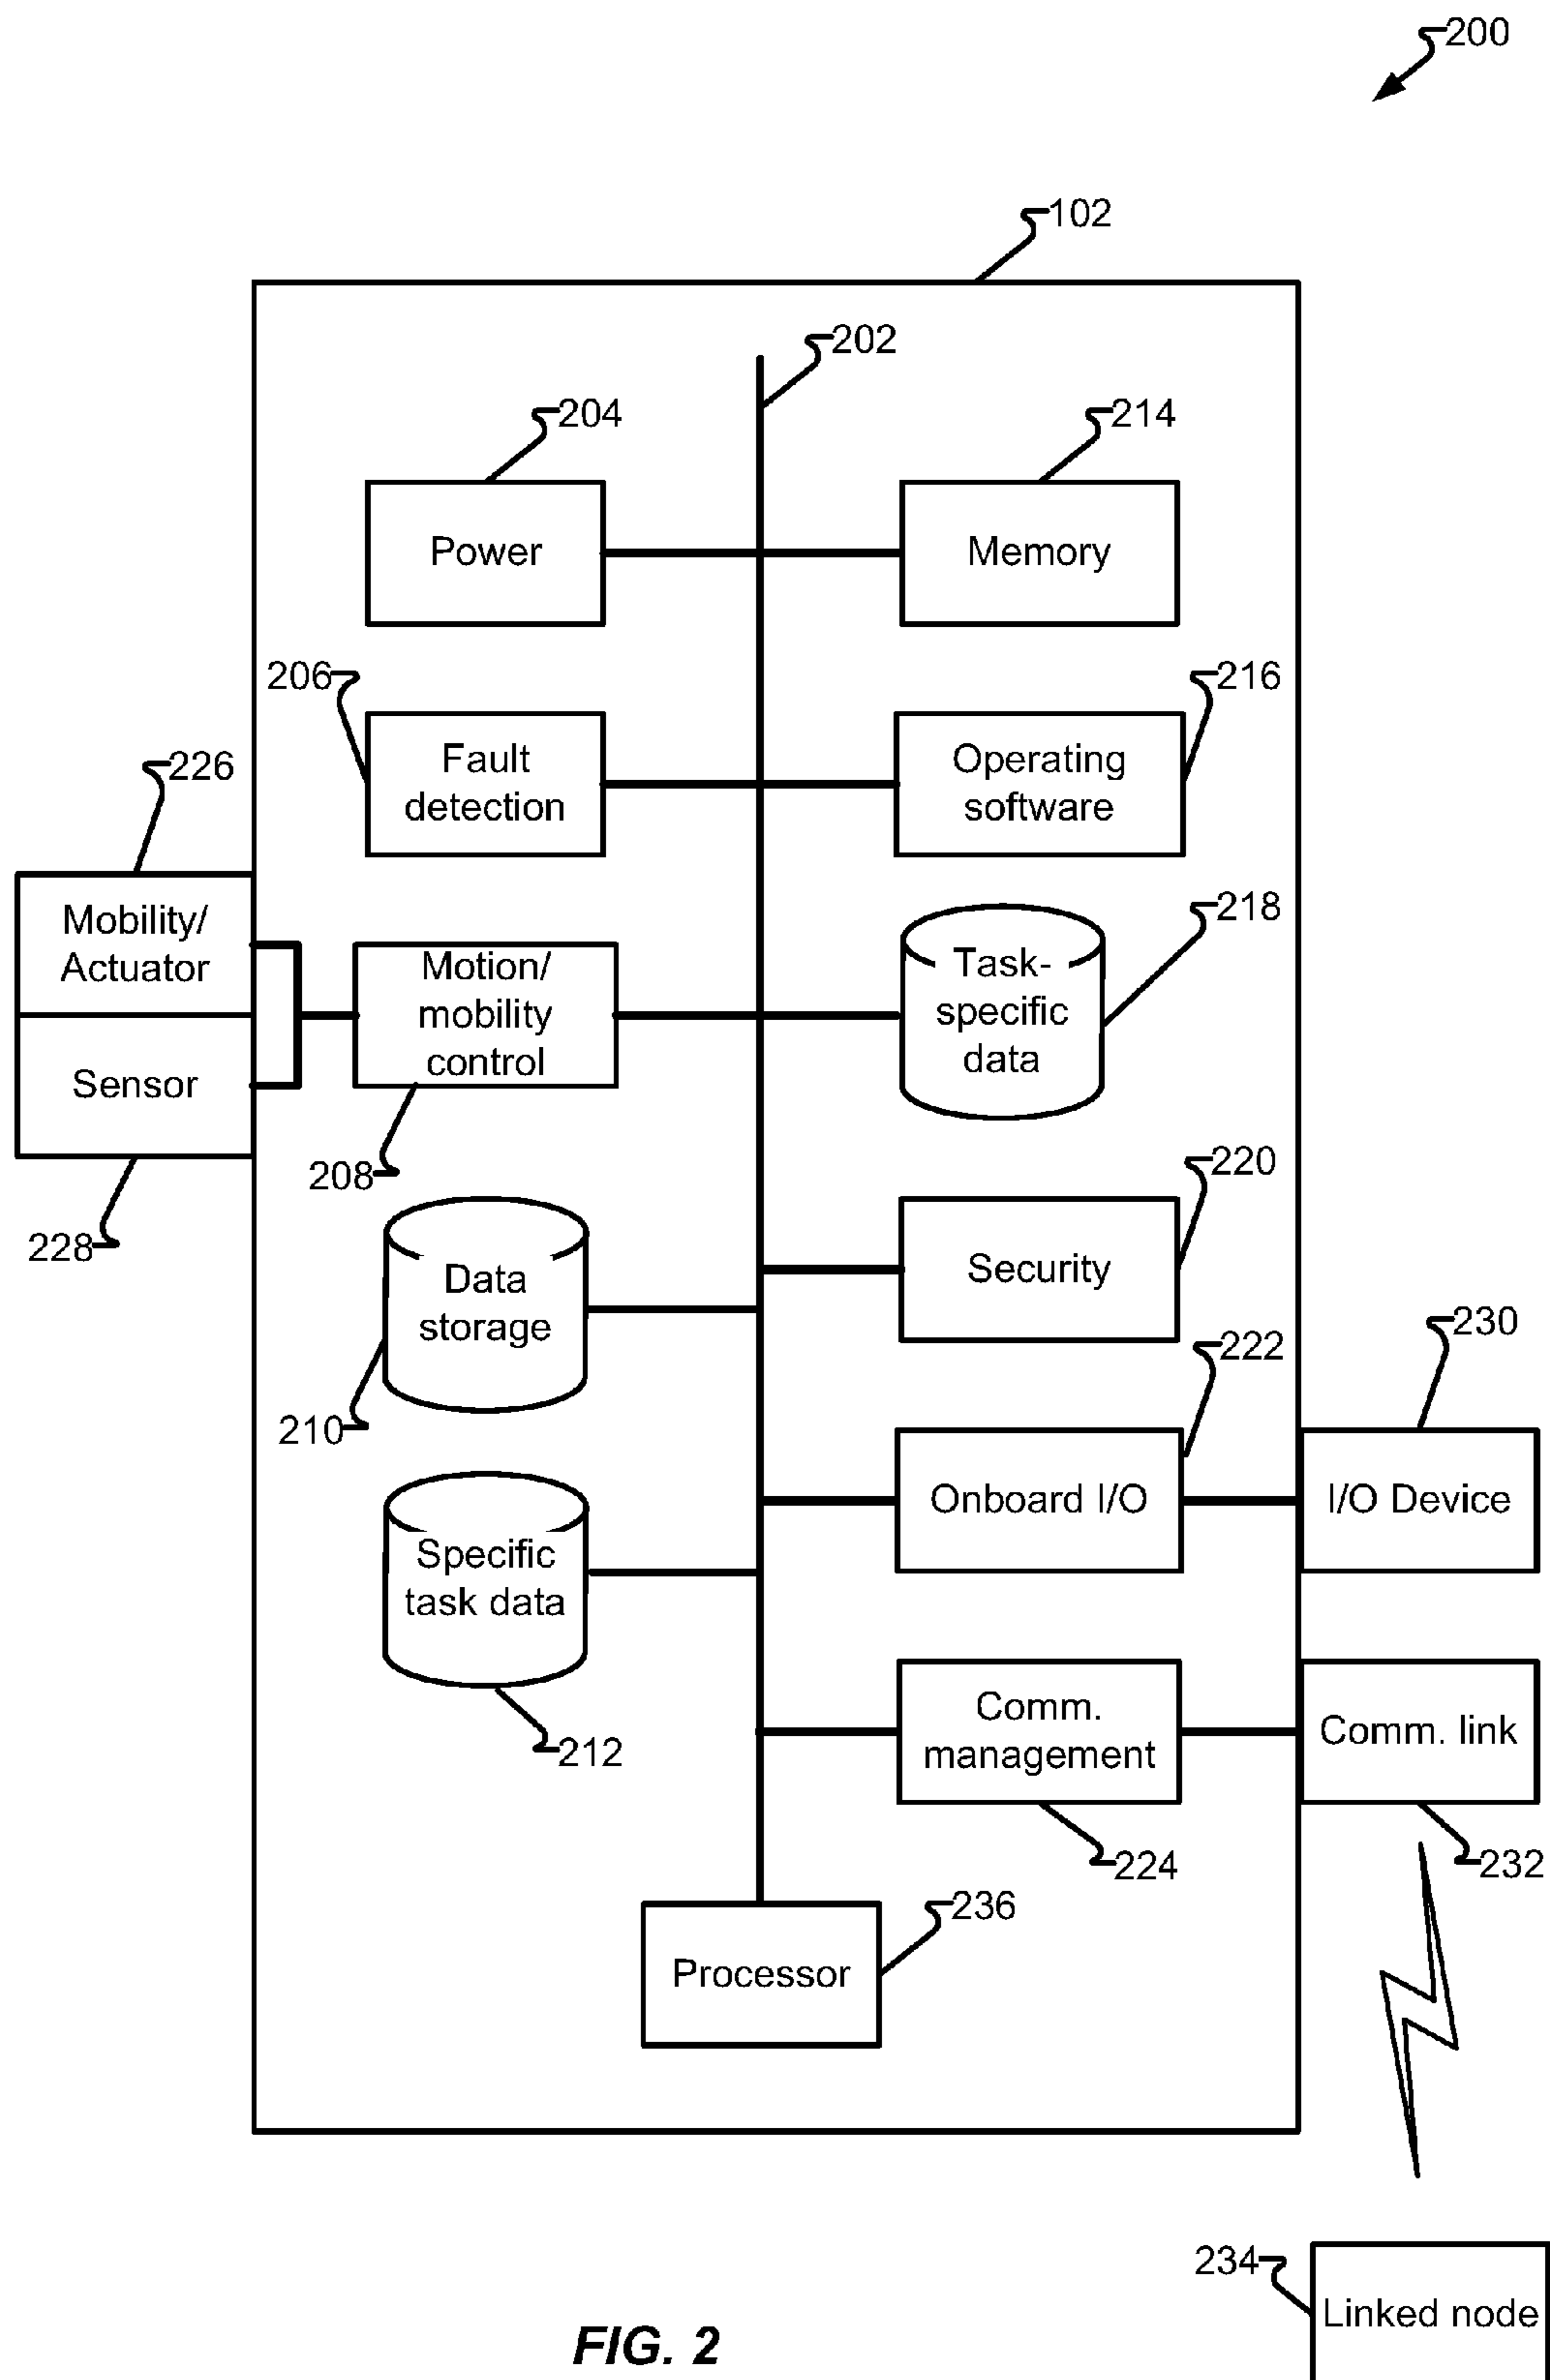 200
102
202
204
214
Power
Memory
206
216
Fault
detection
Operating
software
226
218
Mobility/
Actuator
Motion/
mobility
control
Task-
specific
data
Sensor
208
220
228
Data
storage
Security
210
222
230
Specific
task data
Onboard I/O
I/O Device
212
Comm.
management
Comm. link
224
232
236
Processor
234
Linked node
FIG. 2